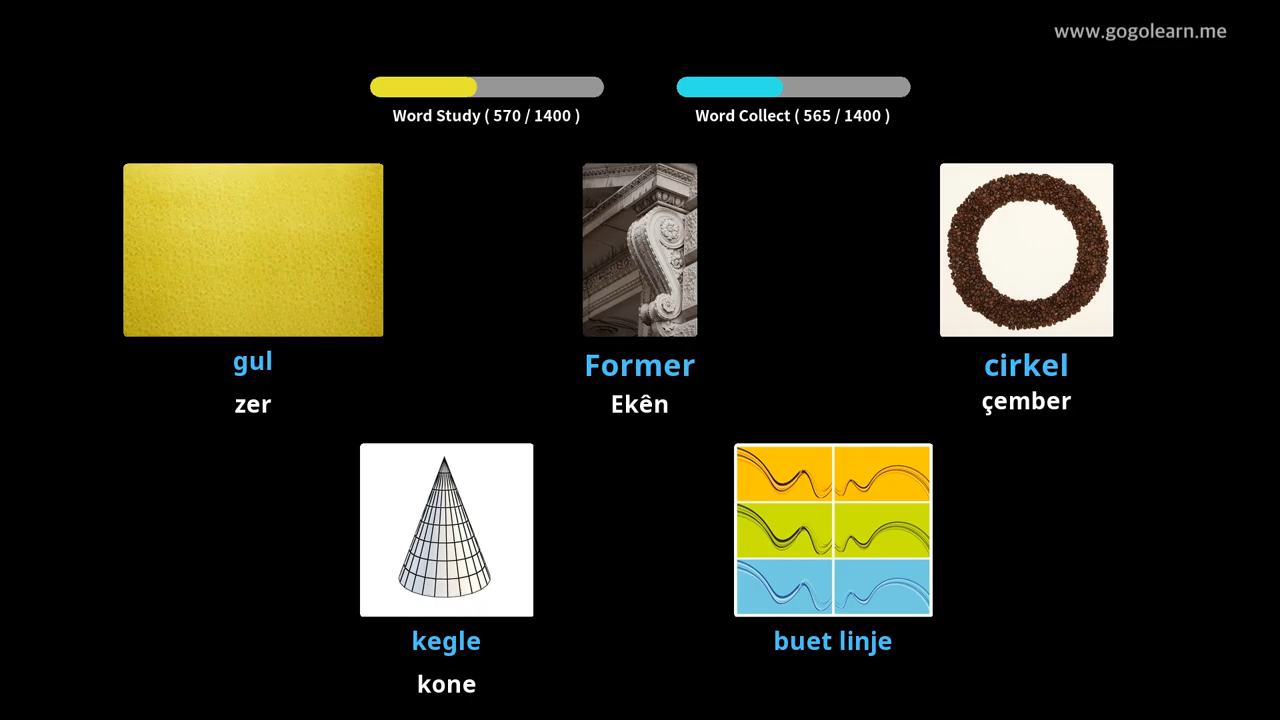 www.gogolearn.me
Word Study ( 570 / 1400 )
Word Collect ( 565 / 1400 )
gul
zer
Former
Ekên
cirkel
çember
kegle
kone
buet linje